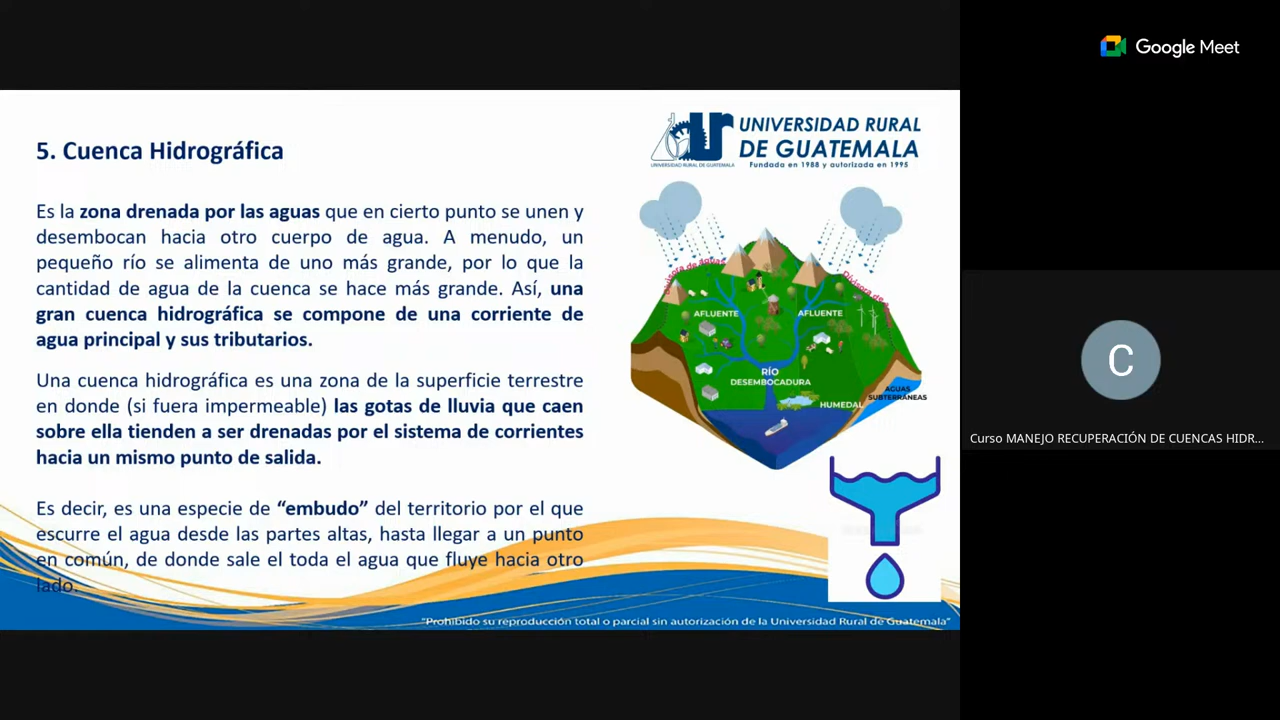 Google Meet
5. Cuenca Hidrográfica
UNIVERSIDAD RURAL
DE GUATEMALA
Fundada en 1988 y autorizada en 1995
ur
UNIVERSIDAD RURAL DE GUATEMALA
Es la zona drenada por las aguas que en cierto punto se unen y
desembocan hacia otro cuerpo de agua. A menudo, un
pequeño río se alimenta de uno más grande, por lo que la
cantidad de agua de la cuenca se hace más grande. Así, una
gran cuenca hidrográfica se compone de una corriente de
agua principal y sus tributarios.
Una cuenca hidrográfica es una zona de la superficie terrestre
en donde (si fuera impermeable) las gotas de lluvia que caen
sobre ella tienden a ser drenadas por el sistema de corrientes
hacia un mismo punto de salida.
Es decir, es una especie de “embudo” del territorio por el que
escurre el agua desde las partes altas, hasta llegar a un punto
en común, de donde sale el toda el agua que fluye hacia otro
lado.
AFLUENTE
AFLUENTE
RÍO
DESEMBOCADURA
HUMEDAL
AGUAS
SUBTERRANEAS
"Prohibido su reproducción total o parcial sin autorización de la Universidad Rural de Guatemala"
C
Curso MANEJO RECUPERACIÓN DE CUENCAS HIDR...